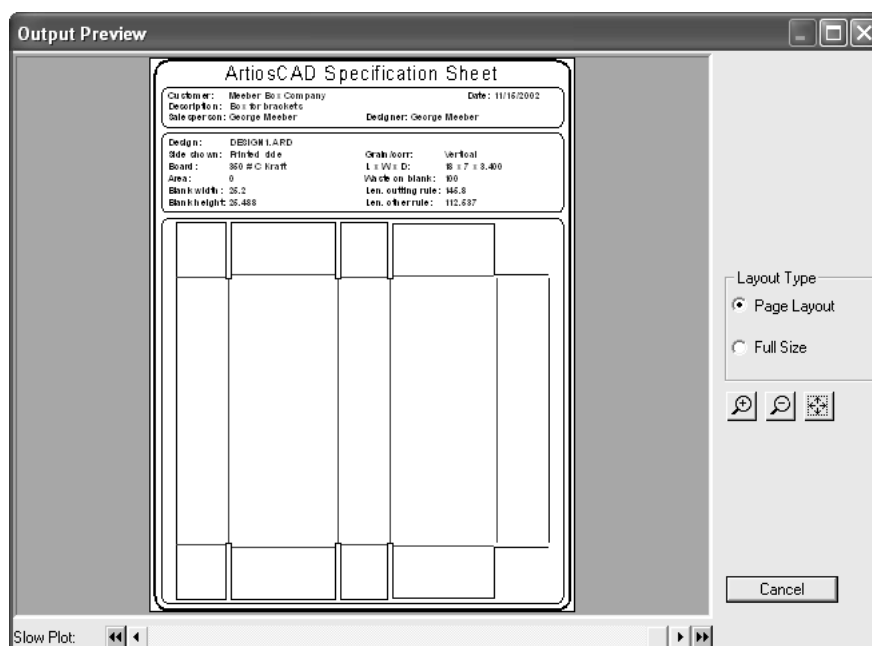 Output Preview
ArtiosCAD Specification Sheet
Customer: Meeber Box Company Date: 11/15/2002
Description: Box for brackets
Salesperson: George Meeber Designer: George Meeber
Design: DESIGN1.ARD
Side shown: Printed side Grain/corr: Vertical
Board: 350 # C Kraft L x W x D: 18 x 7 x 3.400
Area: 0 Waste on blank: 100
Blank width: 25.2 Len. cutting rule: 145.8
Blank height: 25.488 Len. other rule: 112.537
Layout Type
Page Layout
Full Size
Cancel
Slow Plot: